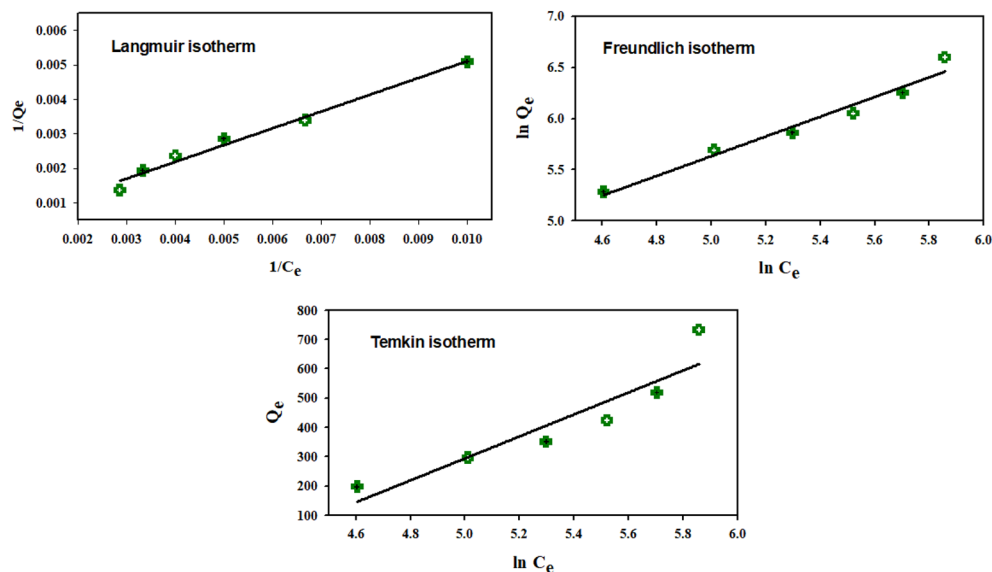 Langmuir isotherm
1/Qe
0.006
0.005
0.004
0.003
0.002
0.001
0.002 0.003 0.004 0.005 0.006 0.007 0.008 0.009 0.010
1/Ce
Freundlich isotherm
ln Qe
7.0
6.5
6.0
5.5
5.0
4.6 4.8 5.0 5.2 5.4 5.6 5.8 6.0
ln Ce
Temkin isotherm
Qe
800
700
600
500
400
300
200
100
4.6 4.8 5.0 5.2 5.4 5.6 5.8 6.0
ln Ce